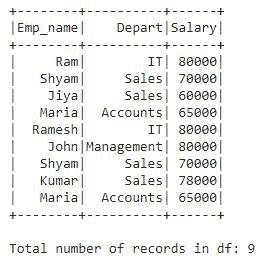 +---------+----------+------+
|Emp_name|    Depart|Salary|
+---------+----------+------+
|      Ram|        IT| 80000|
|    Shyam|     Sales| 70000|
|     Jiya|     Sales| 60000|
|    Maria|  Accounts| 65000|
|   Ramesh|        IT| 80000|
|     John|Management| 80000|
|    Shyam|     Sales| 70000|
|    Kumar|     Sales| 78000|
|    Maria|  Accounts| 65000|
+---------+----------+------+
Total number of records in df: 9